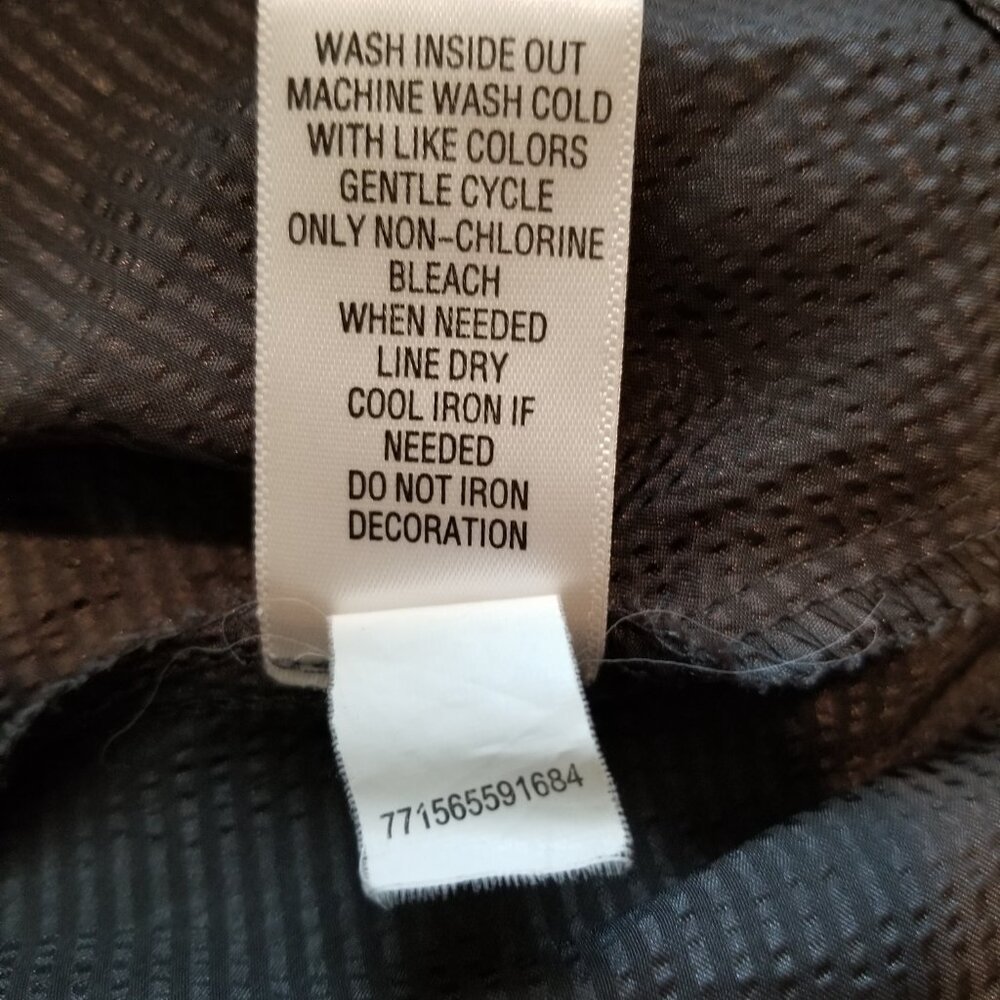 WASH INSIDE OUT
MACHINE WASH COLD
WITH LIKE COLORS
GENTLE CYCLE
ONLY NON-CHLORINE
BLEACH
WHEN NEEDED
LINE DRY
COOL IRON IF
NEEDED
DO NOT IRON
DECORATION
771565591684